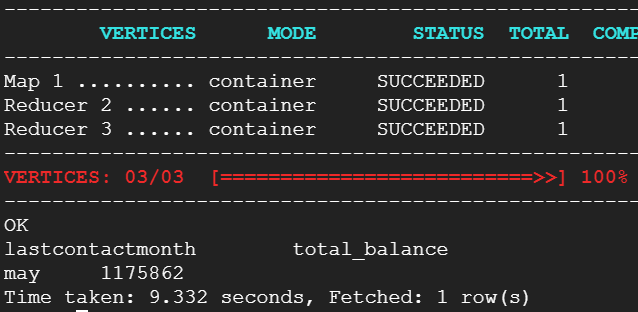 ----------------------------------------------
VERTICES MODE STATUS TOTAL COMP
----------------------------------------------
Map 1 .......... container SUCCEEDED 1
Reducer 2 ...... container SUCCEEDED 1
Reducer 3 ...... container SUCCEEDED 1
----------------------------------------------
VERTICES: 03/03 [==========================>>] 100%
----------------------------------------------
OK
lastcontactmonth total_balance
may 1175862
Time taken: 9.332 seconds, Fetched: 1 row(s)